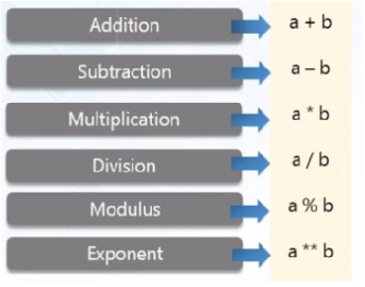 Addition a + b
Subtraction a – b
Multiplication a * b
Division a / b
Modulus a % b
Exponent a ** b